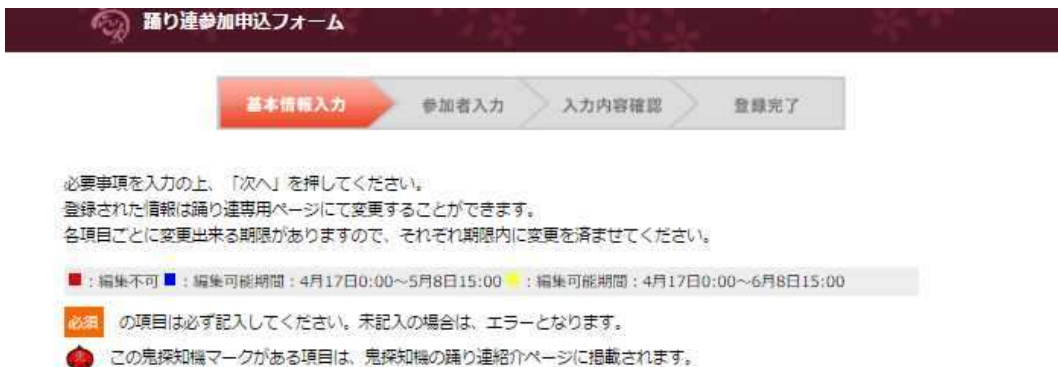 踊り連参加申込フォーム
基本情報入力 参加者入力 入力内容確認 登録完了
必要事項を入力の上、「次へ」を押してください。
登録された情報は踊り連専用ページにて変更することができます。
各項目ごとに変更出来る期限がありますので、それぞれ期限内に変更を済ませてください。
■：編集不可■：編集可能期間：4月17日0:00～5月8日15:00■：編集可能期間：4月17日0:00～6月8日15:00
必須 の項目は必ず記入してください。未記入の場合は、エラーとなります。
この鬼探知機マークがある項目は、鬼探知機の踊り連紹介ページに掲載されます。